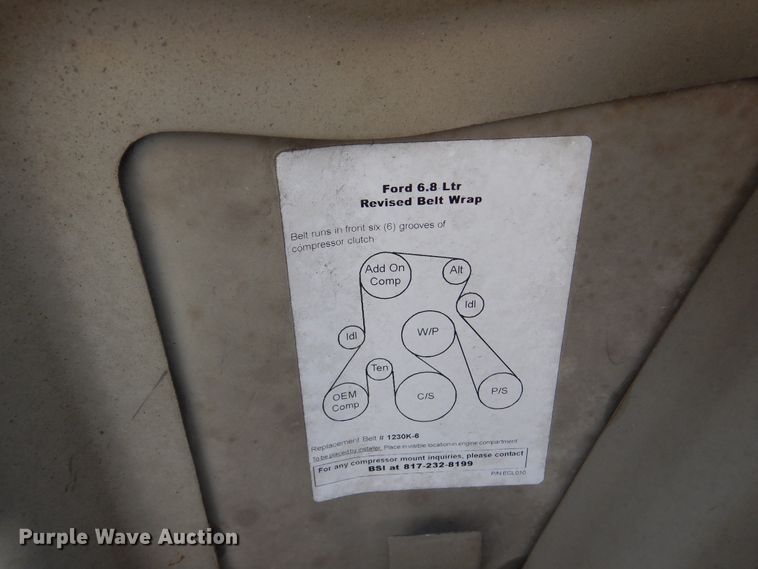 Ford 6.8 Ltr
Revised Belt Wrap
Belt runs in front six (6) grooves of
compressor clutch
Add On
Comp
Alt
Idl
Idl
W/P
Ten
OEM
Comp
C/S
P/S
Replacement Belt # 1230K-6
To be placed by installer. Place in visible location in engine compartment
For any compressor mount inquiries, please contact
BSI at 817-232-8199
P/N ECL010
Purple Wave Auction